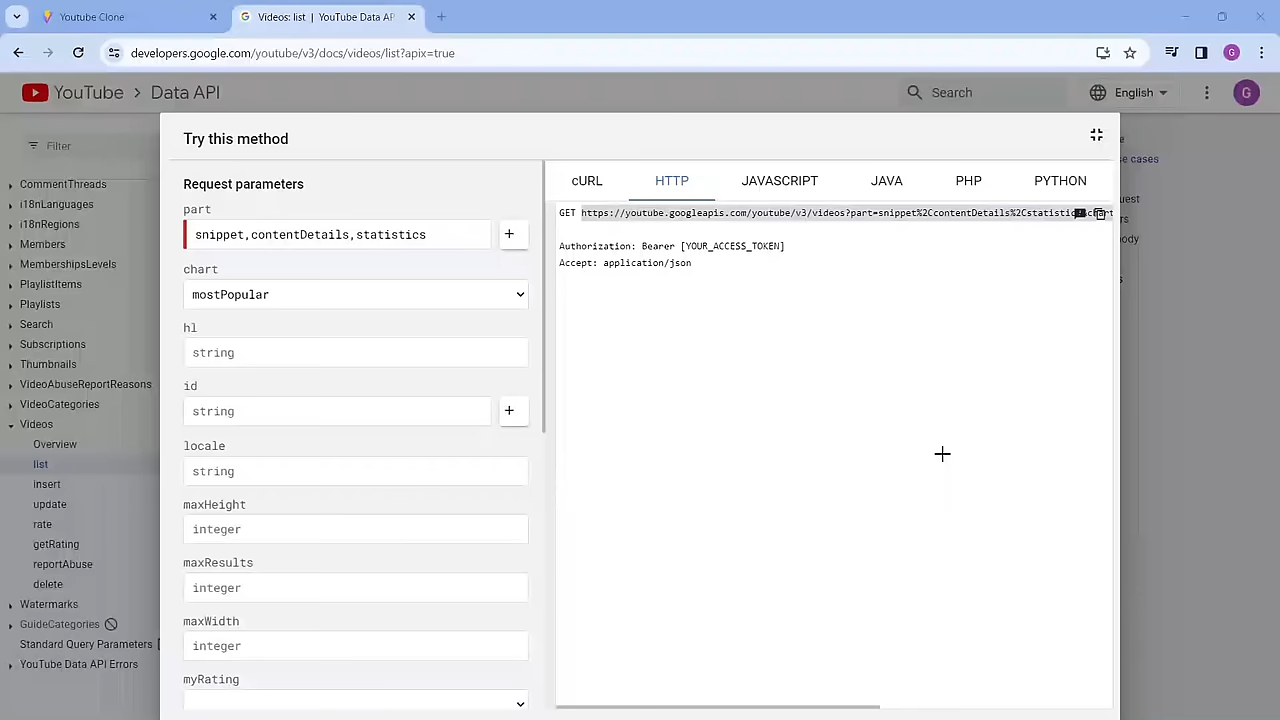 Youtube Clone
Videos: list | YouTube Data AP
developers.google.com/youtube/v3/docs/videos/list?apix=true
G
YouTube > Data API
Search
English
G
Filter
CommentThreads
i18nLanguages
i18nRegions
Members
MembershipsLevels
PlaylistItems
Playlists
Search
Subscriptions
Thumbnails
VideoAbuseReportReasons
VideoCategories
Videos
Overview
list
insert
update
rate
getRating
reportAbuse
delete
Watermarks
GuideCategories
Standard Query Parameters
YouTube Data API Errors
Try this method
Request parameters
part
snippet,contentDetails,statistics
+
chart
mostPopular
hl
string
id
string
+
locale
string
maxHeight
integer
maxResults
integer
maxWidth
integer
myRating
cURL
HTTP
JAVASCRIPT
JAVA
PHP
PYTHON
GET https://youtube.googleapis.com/youtube/v3/videos?part=snippet%2CcontentDetails%2Cstatistic
Authorization: Bearer [YOUR_ACCESS_TOKEN]
Accept: application/json
e cases